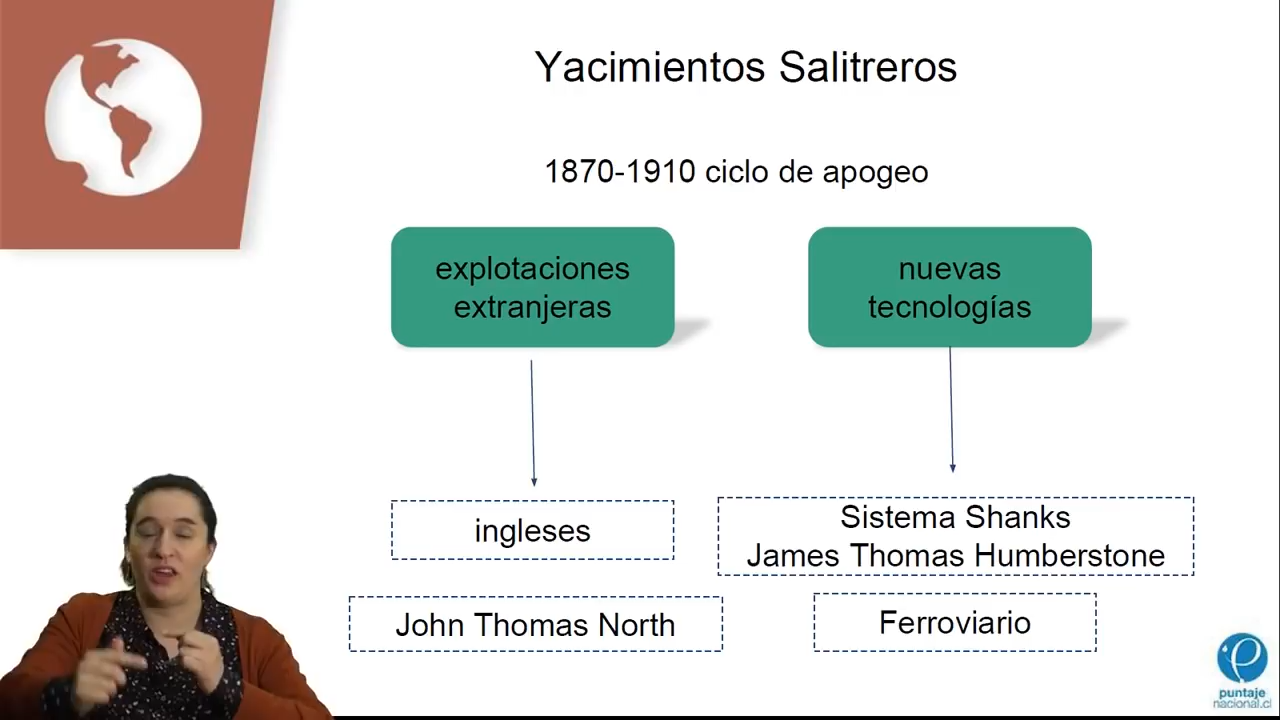 Yacimientos Salitreros
1870-1910 ciclo de apogeo
explotaciones
extranjeras
nuevas
tecnologías
ingleses
Sistema Shanks
James Thomas Humberstone
John Thomas North
Ferroviario
puntaje
nacional.cl